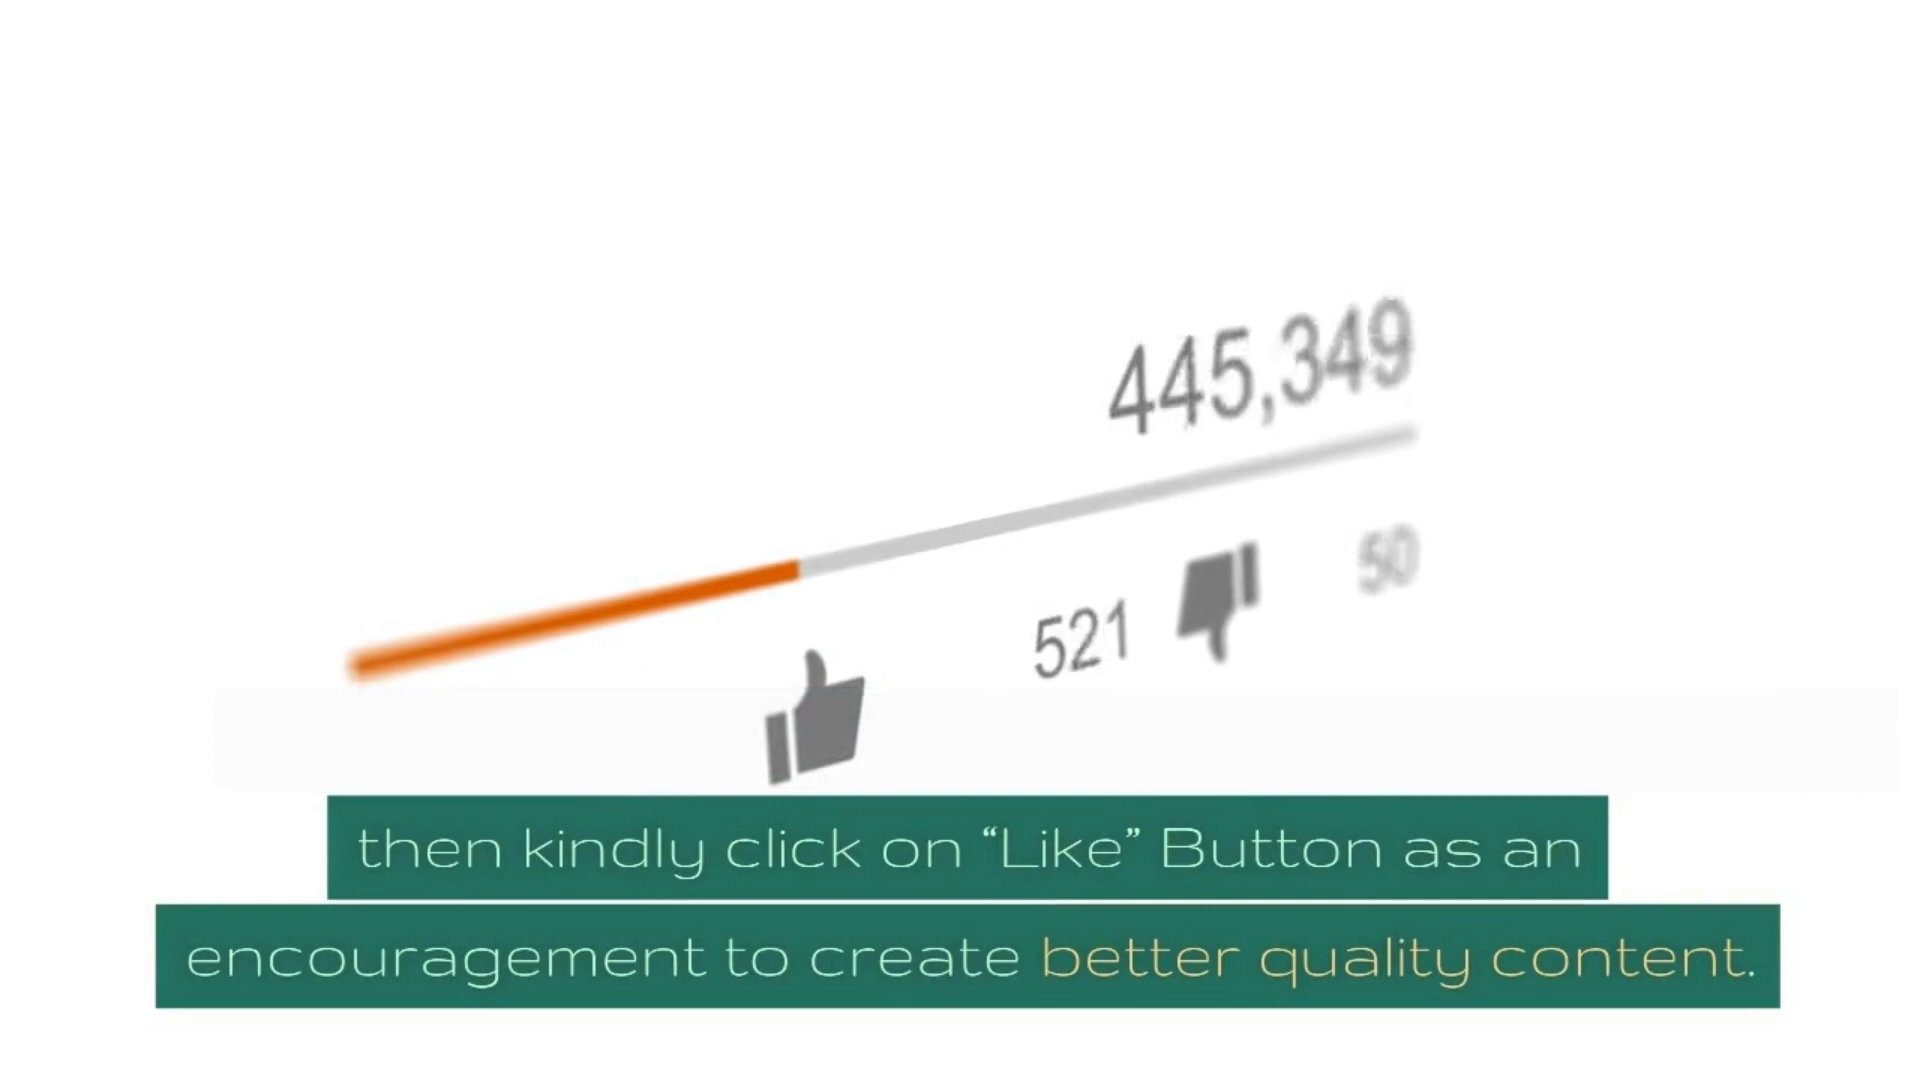 445,349
521
50
then kindly click on “Like” Button as an
encouragement to create better quality content.